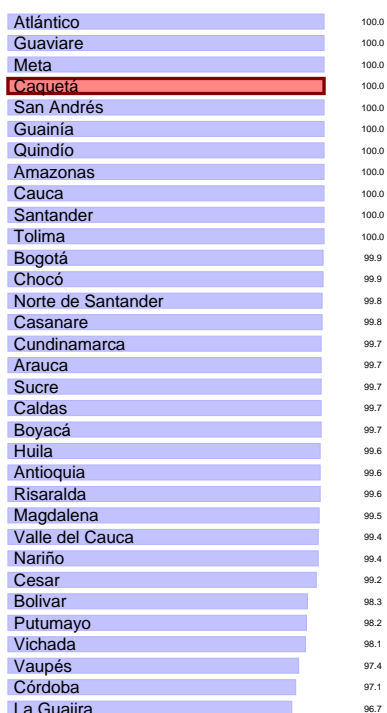 Atlántico 100.0
Guaviare 100.0
Meta 100.0
Caquetá 100.0
San Andrés 100.0
Guainía 100.0
Quindío 100.0
Amazonas 100.0
Cauca 100.0
Santander 100.0
Tolima 100.0
Bogotá 99.9
Chocó 99.9
Norte de Santander 99.8
Casanare 99.8
Cundinamarca 99.7
Arauca 99.7
Sucre 99.7
Caldas 99.7
Boyacá 99.7
Huila 99.6
Antioquia 99.6
Risaralda 99.6
Magdalena 99.5
Valle del Cauca 99.4
Nariño 99.4
Cesar 99.2
Bolivar 98.3
Putumayo 98.2
Vichada 98.1
Vaupés 97.4
Córdoba 97.1
La Guajira 96.7